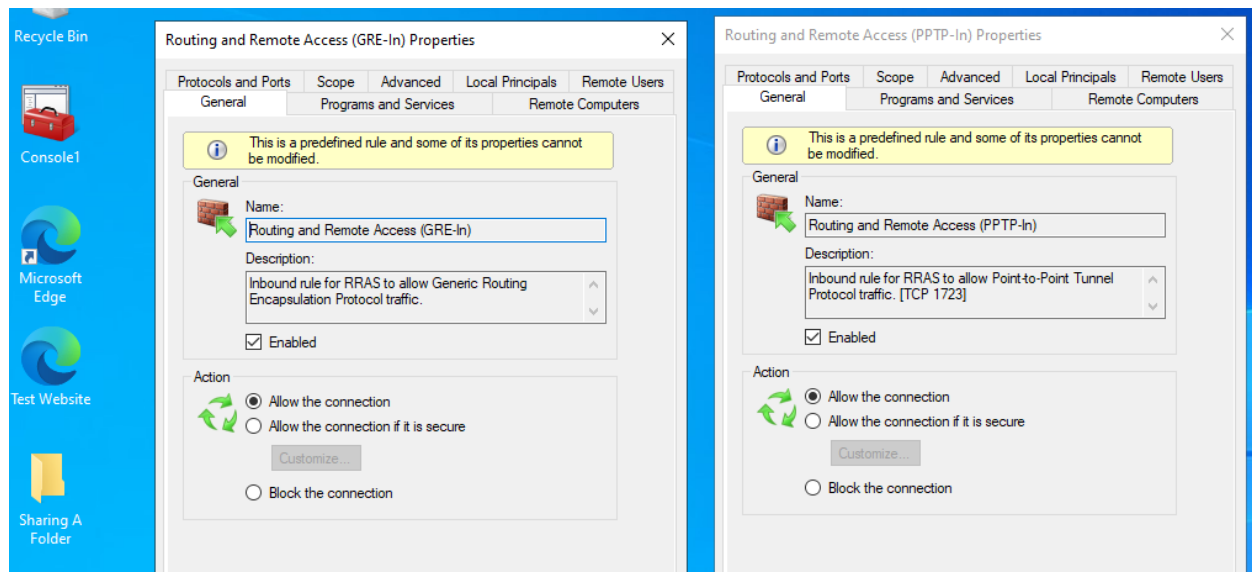 Recycle Bin
Console1
Microsoft
Edge
Test Website
Sharing A
Folder
Routing and Remote Access (GRE-In) Properties
Protocols and Ports
Scope
Advanced
Local Principals
Remote Users
General
Programs and Services
Remote Computers
This is a predefined rule and some of its properties cannot
be modified.
General
Name:
Routing and Remote Access (GRE-In)
Description:
Inbound rule for RRAS to allow Generic Routing
Encapsulation Protocol traffic.
Enabled
Action
Allow the connection
Allow the connection if it is secure
Customize...
Block the connection
Routing and Remote Access (PPTP-In) Properties
Protocols and Ports
Scope
Advanced
Local Principals
Remote Users
General
Programs and Services
Remote Computers
This is a predefined rule and some of its properties cannot
be modified.
General
Name:
Routing and Remote Access (PPTP-In)
Description:
Inbound rule for RRAS to allow Point-to-Point Tunnel
Protocol traffic. [TCP 1723]
Enabled
Action
Allow the connection
Allow the connection if it is secure
Customize...
Block the connection